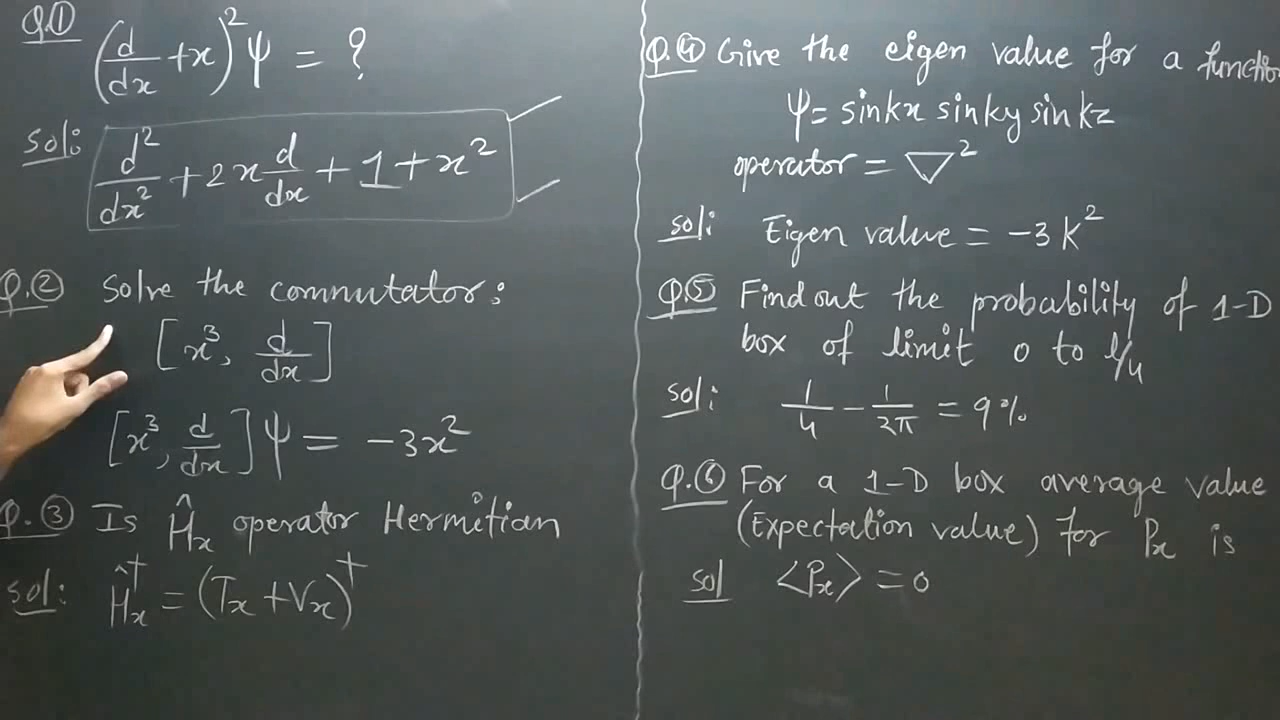 Q.①
(d/dx + x)² ψ = ?
Sol:
d²/dx² + 2x d/dx + 1 + x²
Q.② Solve the commutator:
[x³, d/dx]
[x³, d/dx] ψ = -3x²
Q.③ Is Ĥx operator Hermitian
Sol: Ĥx† = (Tx + Vx)†
Q.④ Give the eigen value for a function
ψ = sinkx sinky sinkz
operator = ▽²
Sol: Eigen value = -3K²
Q.⑤ Find out the probability of 1-D
box of limit 0 to l/4
Sol: 1/4 - 1/2π = 9%
Q.⑥ For a 1-D box average value
(Expectation value) for Px is
Sol <Px> = 0